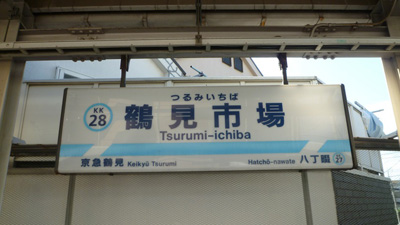 つるみいちば
KK
28
鶴見市場
Tsurumi-ichiba
京急鶴見 Keikyū Tsurumi
Hatchō-nawate 八丁畷
27